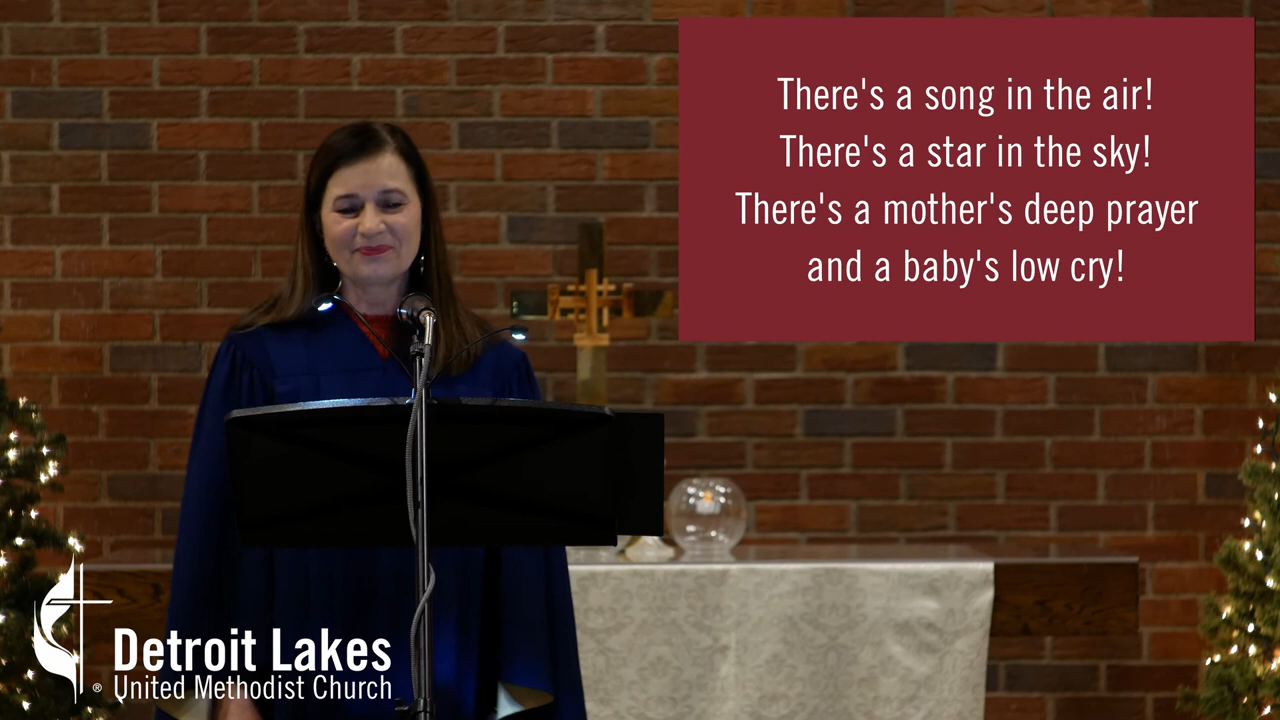 There's a song in the air!
There's a star in the sky!
There's a mother's deep prayer
and a baby's low cry!
Detroit Lakes
® United Methodist Church